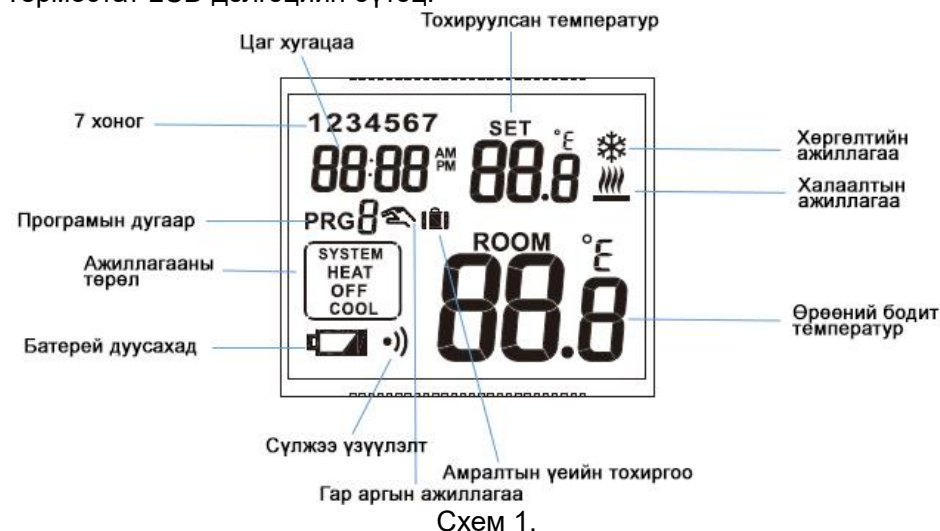 Тохируулсан температур
Цаг хугацаа
7 хоног
1234567
SET
°E
88:88
AM
PM
88.8
Хөргөлтийн
ажиллагаа
Халаалтын
ажиллагаа
Програмын дугаар
PRG8
ROOM
°E
88.8
Ажиллагааны
төрөл
SYSTEM
HEAT
OFF
COOL
Өрөөний бодит
температур
Батерей дуусахад
Сүлжээ үзүүлэлт
Амралтын үеийн тохиргоо
Гар аргын ажиллагаа
Схем 1.